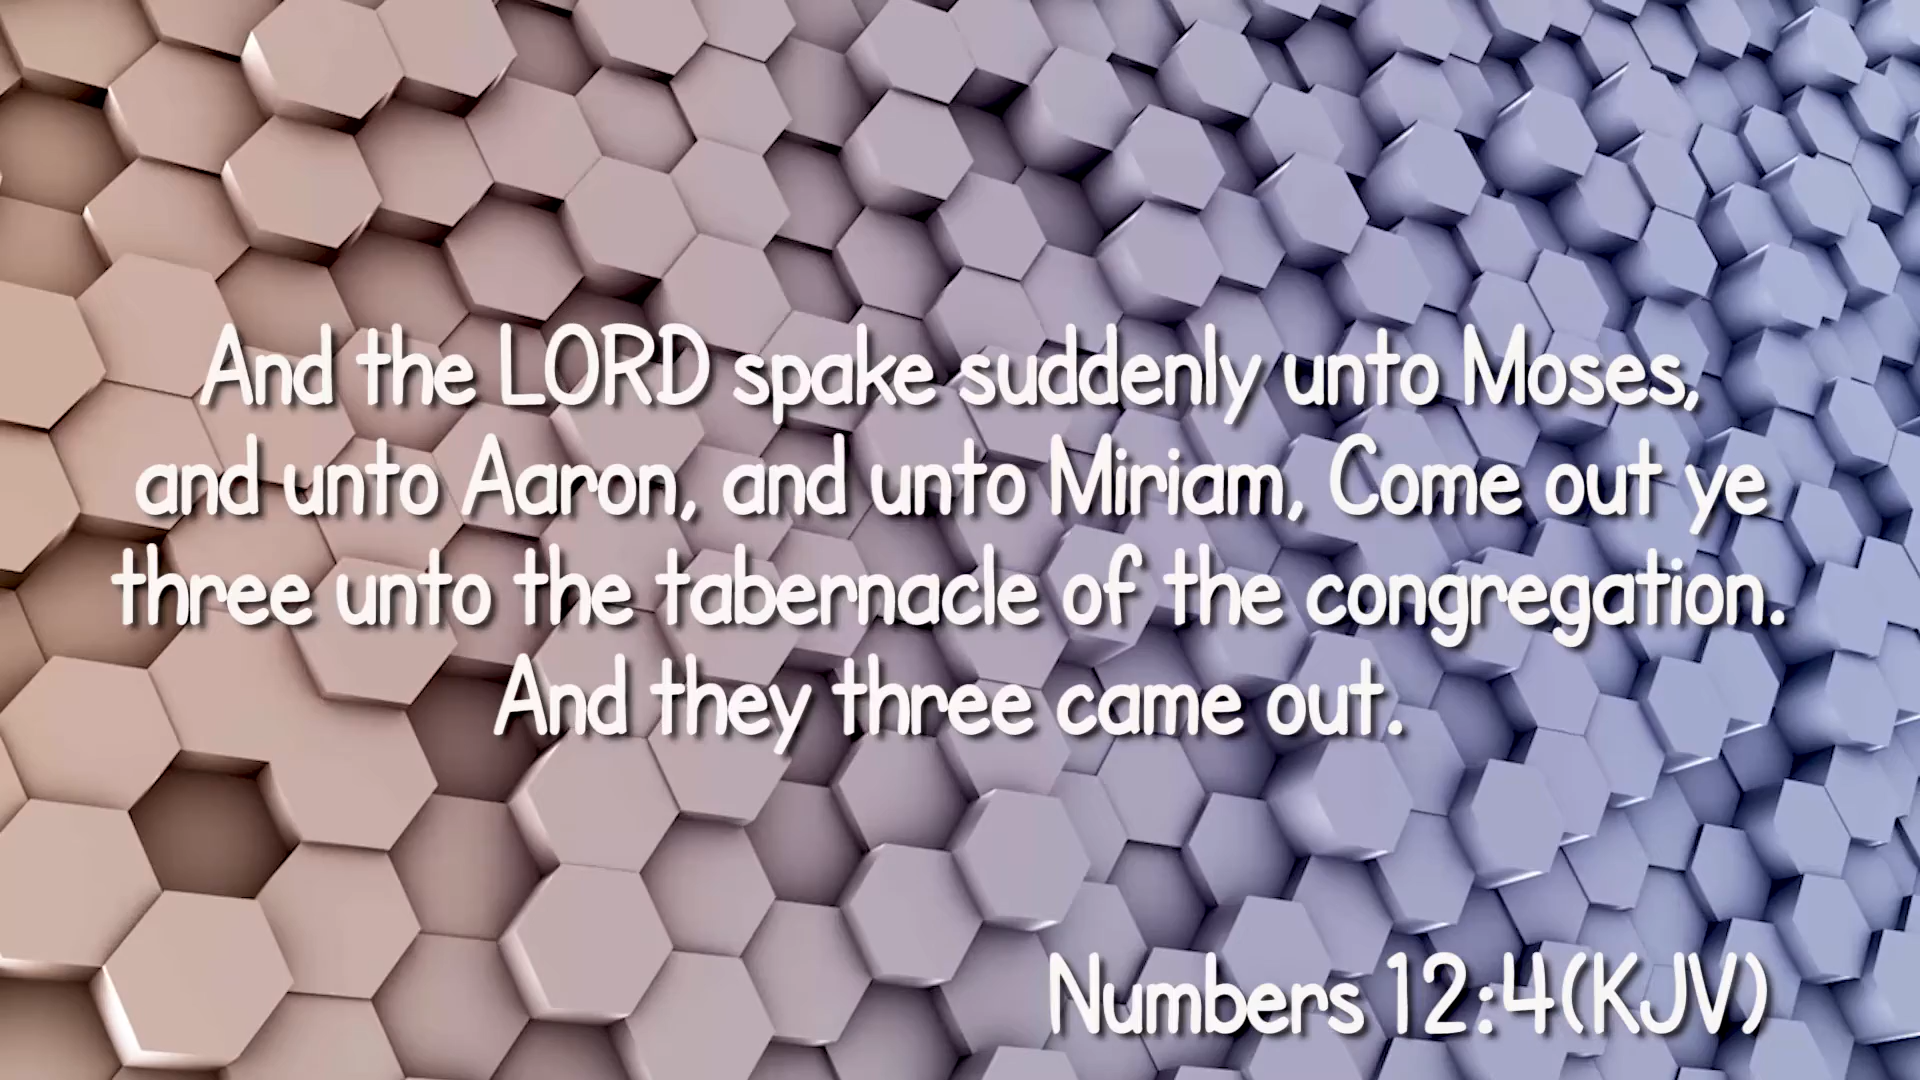 And the LORD spake suddenly unto Moses,
and unto Aaron, and unto Miriam, Come out ye
three unto the tabernacle of the congregation.
And they three came out.
Numbers 12:4(KJV)